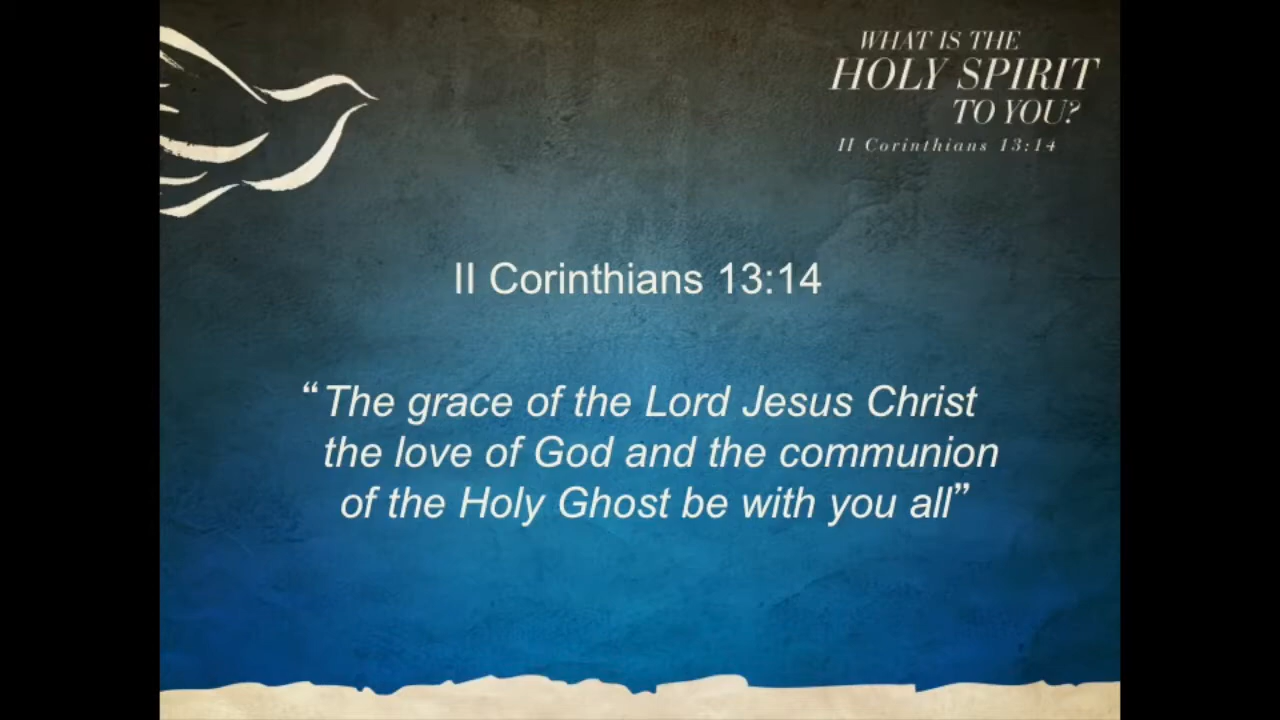 WHAT IS THE
HOLY SPIRIT
TO YOU?
II Corinthians 13:14
II Corinthians 13:14
“The grace of the Lord Jesus Christ
the love of God and the communion
of the Holy Ghost be with you all”